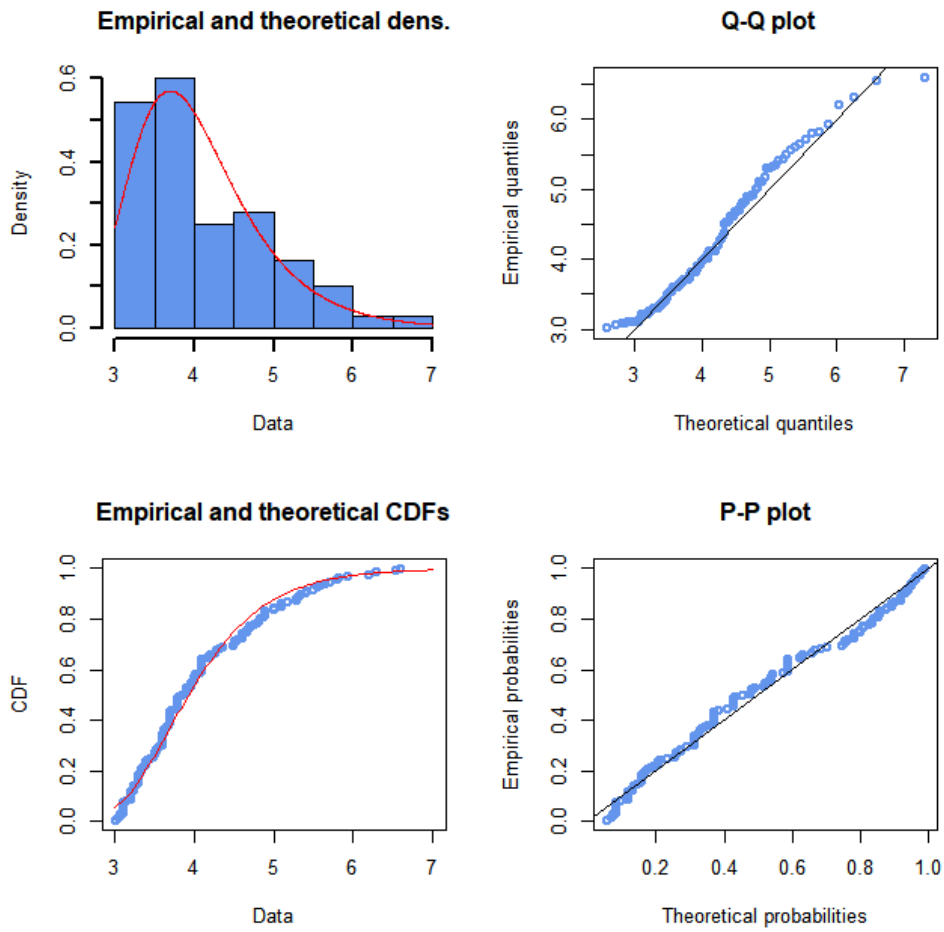 Empirical and theoretical dens.
Density
0.0 0.2 0.4 0.6
3 4 5 6 7
Data
Q-Q plot
Empirical quantiles
3.0 4.0 5.0 6.0
3 4 5 6 7
Theoretical quantiles
Empirical and theoretical CDFs
CDF
0.0 0.2 0.4 0.6 0.8 1.0
3 4 5 6 7
Data
P-P plot
Empirical probabilities
0.0 0.2 0.4 0.6 0.8 1.0
0.2 0.4 0.6 0.8 1.0
Theoretical probabilities